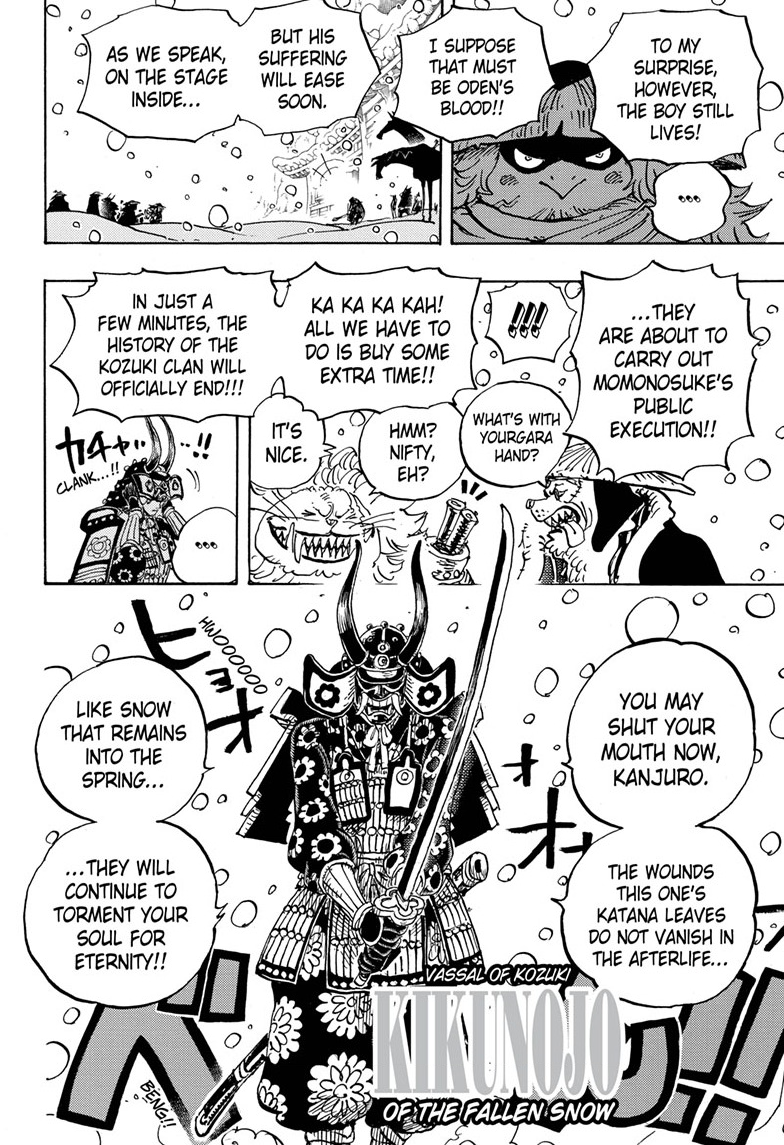 TO MY
SURPRISE,
HOWEVER,
THE BOY STILL
LIVES!
I SUPPOSE
THAT MUST
BE ODEN'S
BLOOD!!
...
BUT HIS
SUFFERING
WILL EASE
SOON.
AS WE SPEAK,
ON THE STAGE
INSIDE...
...THEY
ARE ABOUT TO
CARRY OUT
MOMONOSUKE'S
PUBLIC
EXECUTION!!
!!!
WHAT'S WITH
YOURGARA
HAND?
KA KA KA KAH!
ALL WE HAVE TO
DO IS BUY SOME
EXTRA TIME!!
HMM?
NIFTY,
EH?
IT'S
NICE.
IN JUST A
FEW MINUTES, THE
HISTORY OF THE
KOZUKI CLAN WILL
OFFICIALLY END!!!
ガチャ...!!
CLANK...!!
...
YOU MAY
SHUT YOUR
MOUTH NOW,
KANJURO.
THE WOUNDS
THIS ONE'S
KATANA LEAVES
DO NOT VANISH IN
THE AFTERLIFE...
ヒュオ
オオ
HWOOOOOO
LIKE SNOW
THAT REMAINS
INTO THE
SPRING...
...THEY WILL
CONTINUE TO
TORMENT YOUR
SOUL FOR
ETERNITY!!
VASSAL OF KOZUKI
KIKUNOJO
OF THE FALLEN SNOW
BENG!!